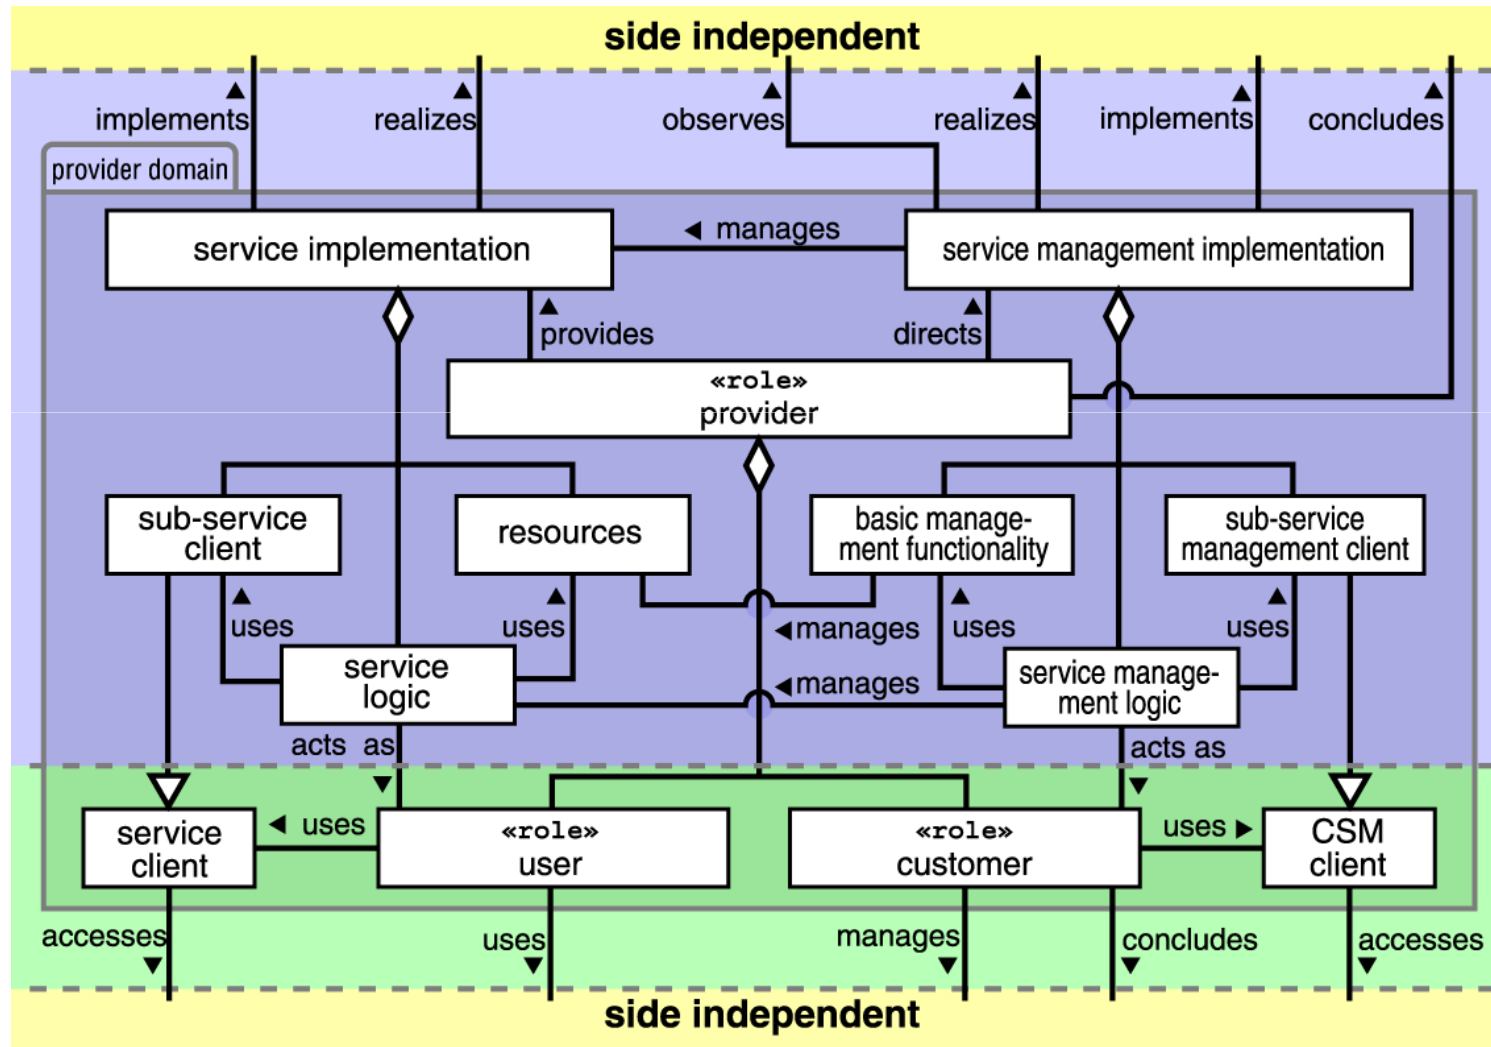 side independent
implements
realizes
observes
realizes
implements
concludes
provider domain
service implementation
manages
service management implementation
provides
directs
«role»
provider
sub-service
client
resources
basic manage-
ment functionality
sub-service
management client
uses
uses
manages
uses
uses
service
logic
manages
service manage-
ment logic
acts as
acts as
service
client
uses
«role»
user
«role»
customer
uses
CSM
client
accesses
uses
manages
concludes
accesses
side independent